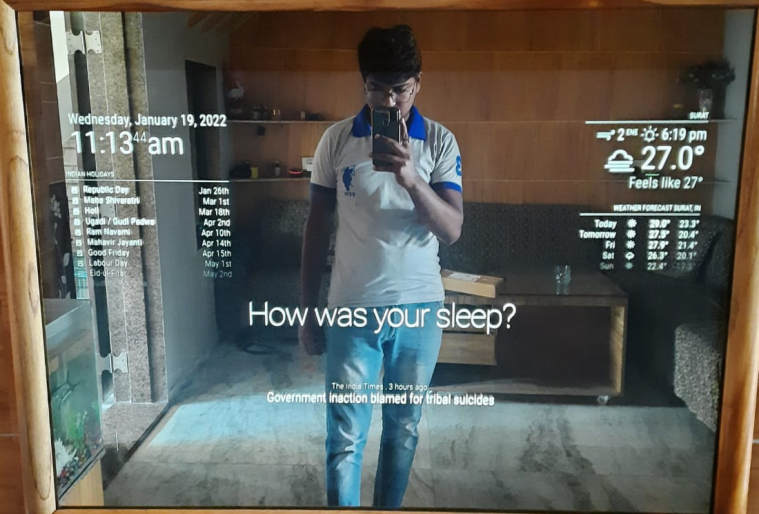 Wednesday, January 19, 2022
11:13 44 am
INDIAN HOLIDAYS
Republic Day Jan 26th
Maha Shivaratri Mar 1st
Holi Mar 18th
Ugadi / Gudi Padwa Apr 2nd
Ram Navami Apr 10th
Mahavir Jayanti Apr 14th
Good Friday Apr 15th
Labour Day May 1st
Eid-ul-Fitar May 2nd
SURAT
2 ENE 6:19 pm
27.0°
Feels like 27°
WEATHER FORECAST SURAT, IN
Today 29.0° 23.3°
Tomorrow 27.3° 20.4°
Fri 27.9° 21.4°
Sat 26.3° 20.1°
Sun 22.4°
How was your sleep?
The India Times , 3 hours ago
Government inaction blamed for tribal suicides